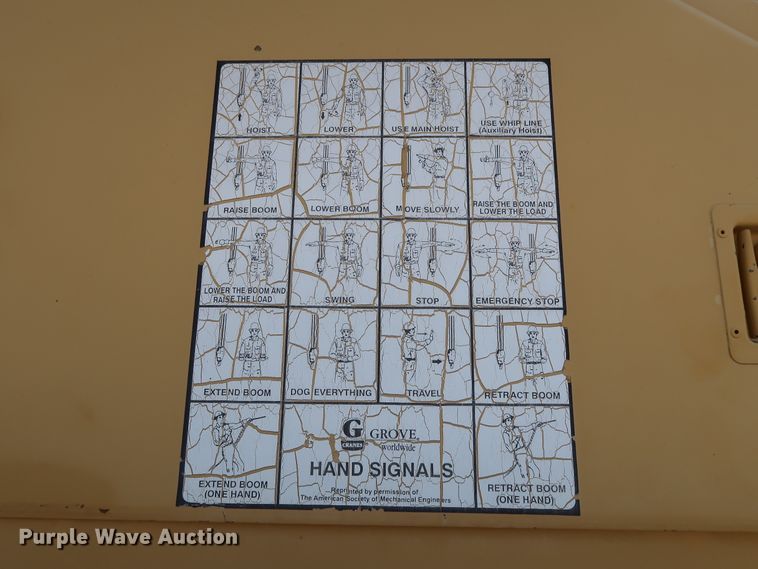 HOIST
LOWER
USE MAIN HOIST
USE WHIP LINE
(Auxiliary Hoist)
RAISE BOOM
LOWER BOOM
MOVE SLOWLY
RAISE THE BOOM AND
LOWER THE LOAD
LOWER THE BOOM AND
RAISE THE LOAD
SWING
STOP
EMERGENCY STOP
EXTEND BOOM
DOG EVERYTHING
TRAVEL
RETRACT BOOM
EXTEND BOOM
(ONE HAND)
G
CRANES
GROVE
worldwide
HAND SIGNALS
Reprinted by permission of
The American Society of Mechanical Engineers
RETRACT BOOM
(ONE HAND)
Purple Wave Auction